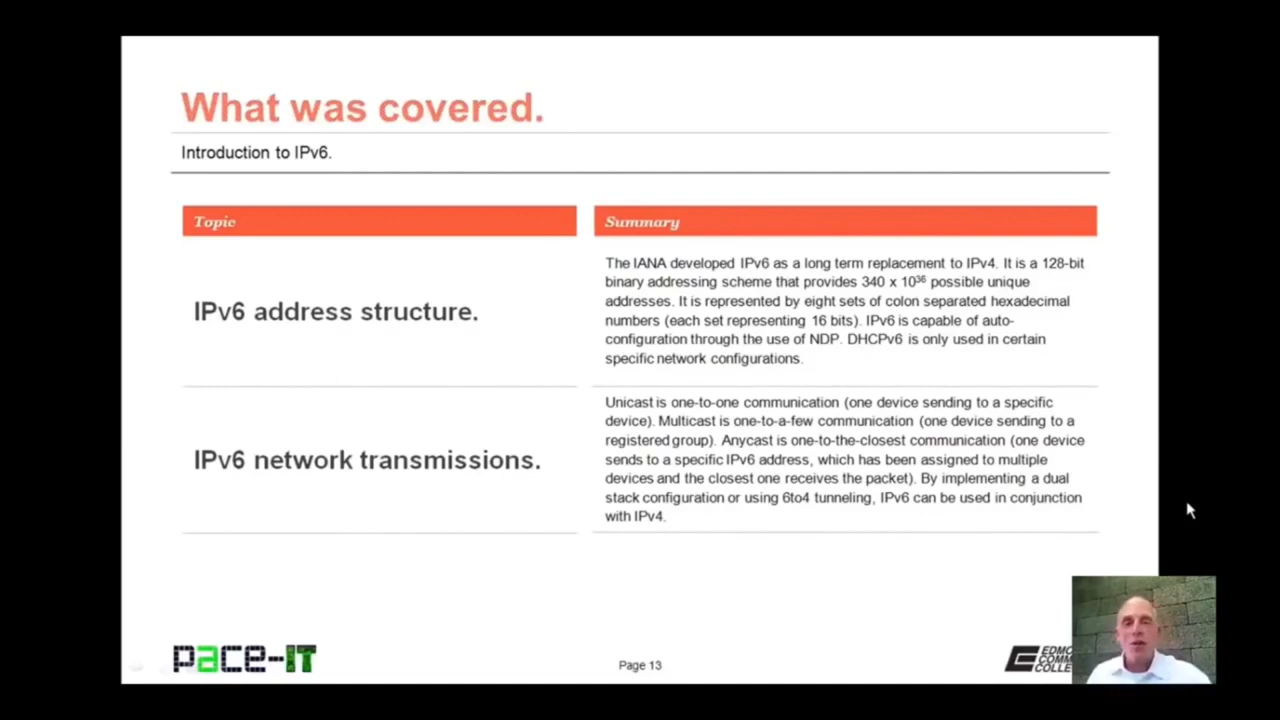 What was covered.
Introduction to IPv6.
Topic
Summary
IPv6 address structure.
The IANA developed IPv6 as a long term replacement to IPv4. It is a 128-bit
binary addressing scheme that provides 340 x 10³⁶ possible unique
addresses. It is represented by eight sets of colon separated hexadecimal
numbers (each set representing 16 bits). IPv6 is capable of auto-
configuration through the use of NDP. DHCPv6 is only used in certain
specific network configurations.
IPv6 network transmissions.
Unicast is one-to-one communication (one device sending to a specific
device). Multicast is one-to-a-few communication (one device sending to a
registered group). Anycast is one-to-the-closest communication (one device
sends to a specific IPv6 address, which has been assigned to multiple
devices and the closest one receives the packet). By implementing a dual
stack configuration or using 6to4 tunneling, IPv6 can be used in conjunction
with IPv4.
pace-IT
Page 13